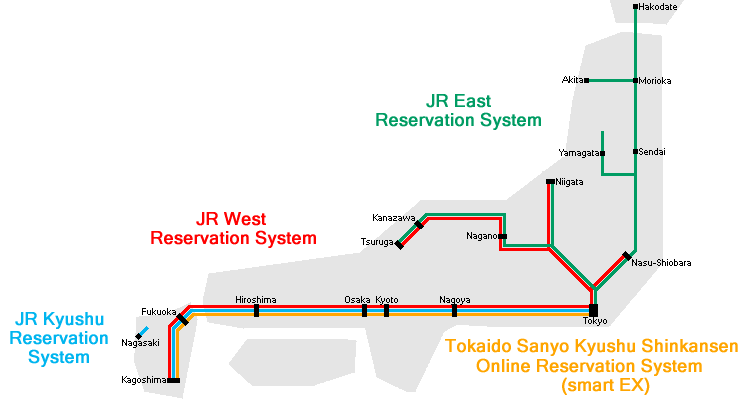 Hakodate
Akita
Morioka
JR East
Reservation System
Yamagata
Sendai
Niigata
Kanazawa
JR West
Reservation System
Tsuruga
Nagano
Nasu-Shiobara
Hiroshima
Osaka
Kyoto
Nagoya
Fukuoka
Tokyo
JR Kyushu
Reservation
System
Nagasaki
Kagoshima
Tokaido Sanyo Kyushu Shinkansen
Online Reservation System
(smart EX)